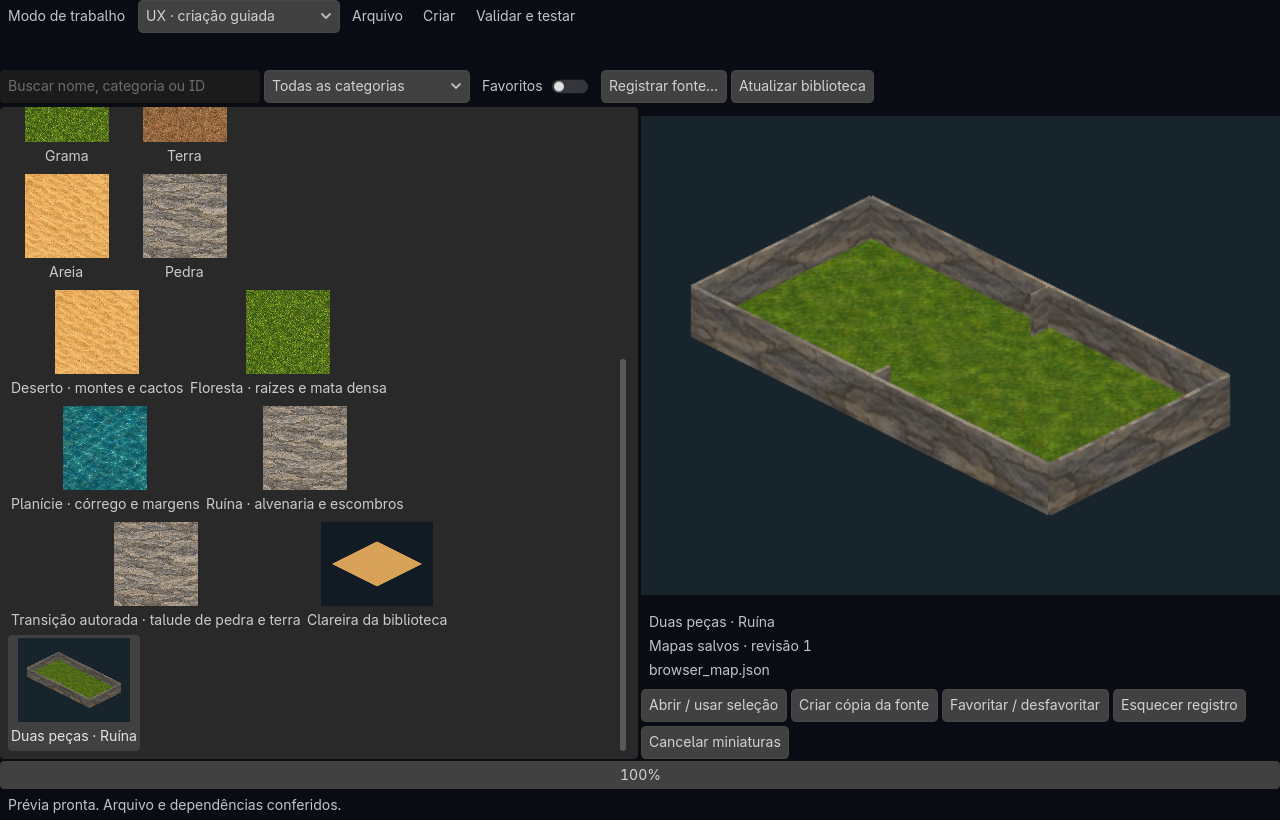 Modo de trabalho UX · criação guiada Arquivo Criar Validar e testar
Buscar nome, categoria ou ID Todas as categorias Favoritos Registrar fonte... Atualizar biblioteca
Grama Terra
Areia Pedra
Deserto · montes e cactos Floresta · raízes e mata densa
Planície · córrego e margens Ruína · alvenaria e escombros
Transição autorada · talude de pedra e terra Clareira da biblioteca
Duas peças · Ruína
Duas peças · Ruína
Mapas salvos · revisão 1
browser_map.json
Abrir / usar seleção Criar cópia da fonte Favoritar / desfavoritar Esquecer registro
Cancelar miniaturas
100%
Prévia pronta. Arquivo e dependências conferidos.